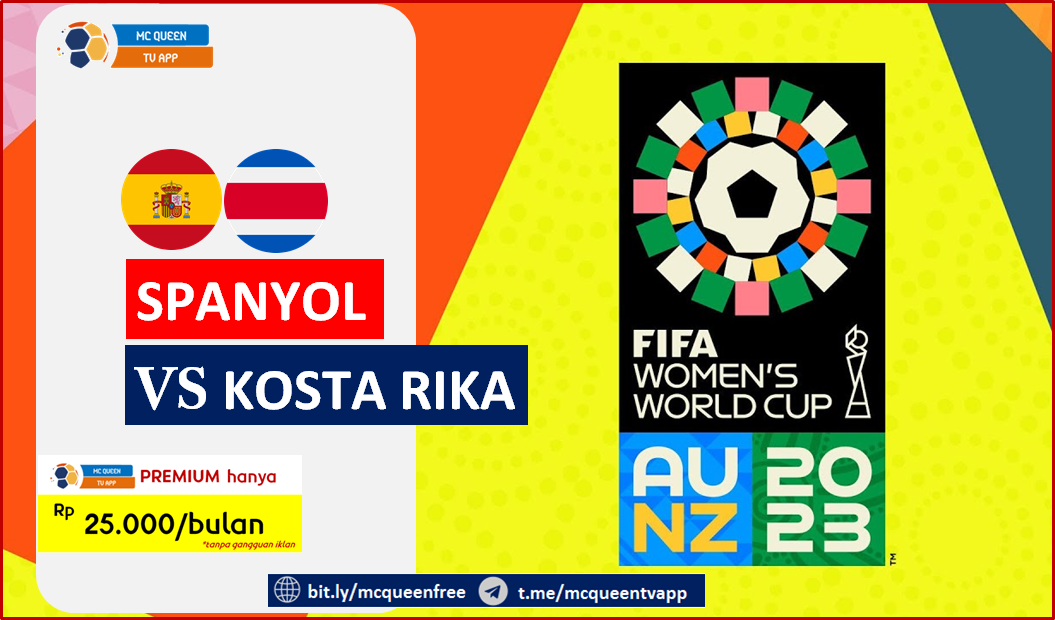 MC QUEEN
TV APP
SPANYOL
VS KOSTA RIKA
MC QUEEN
TV APP
PREMIUM hanya
Rp 25.000/bulan
*tanpa gangguan iklan
FIFA
WOMEN'S
WORLD CUP
AU 20
NZ 23
TM
bit.ly/mcqueenfree t.me/mcqueentvapp